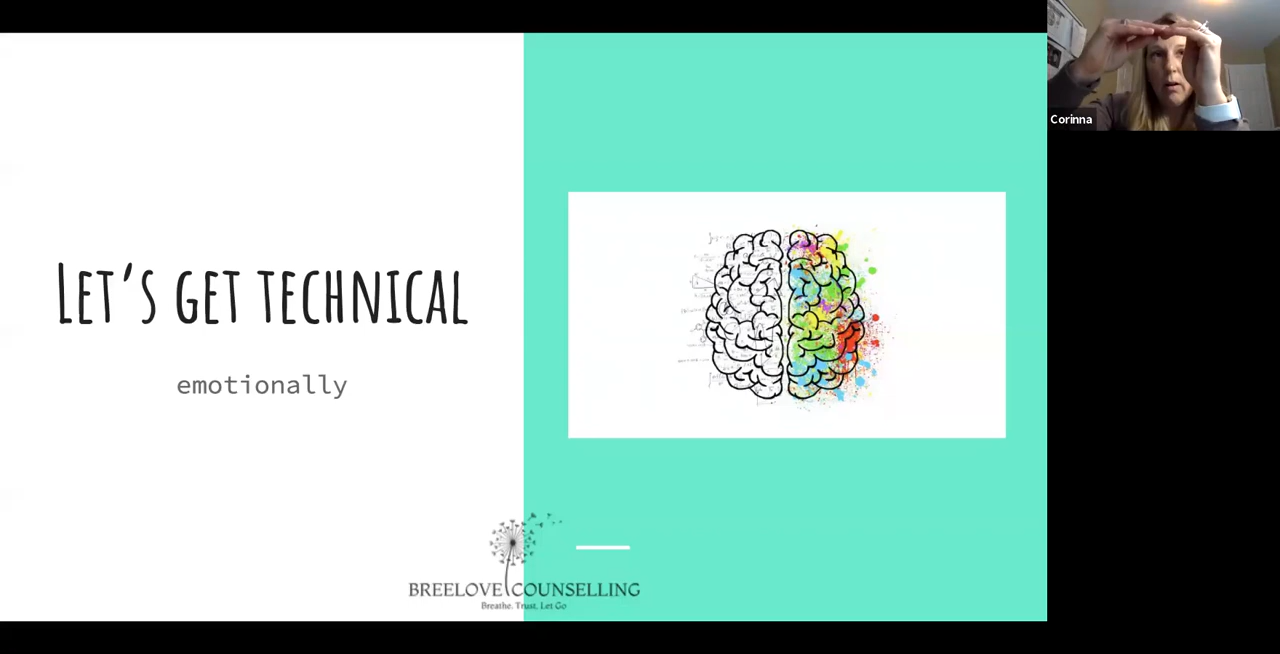 LET'S GET TECHNICAL
emotionally
BREELOVE COUNSELLING
Breathe. Trust. Let Go
Corinna